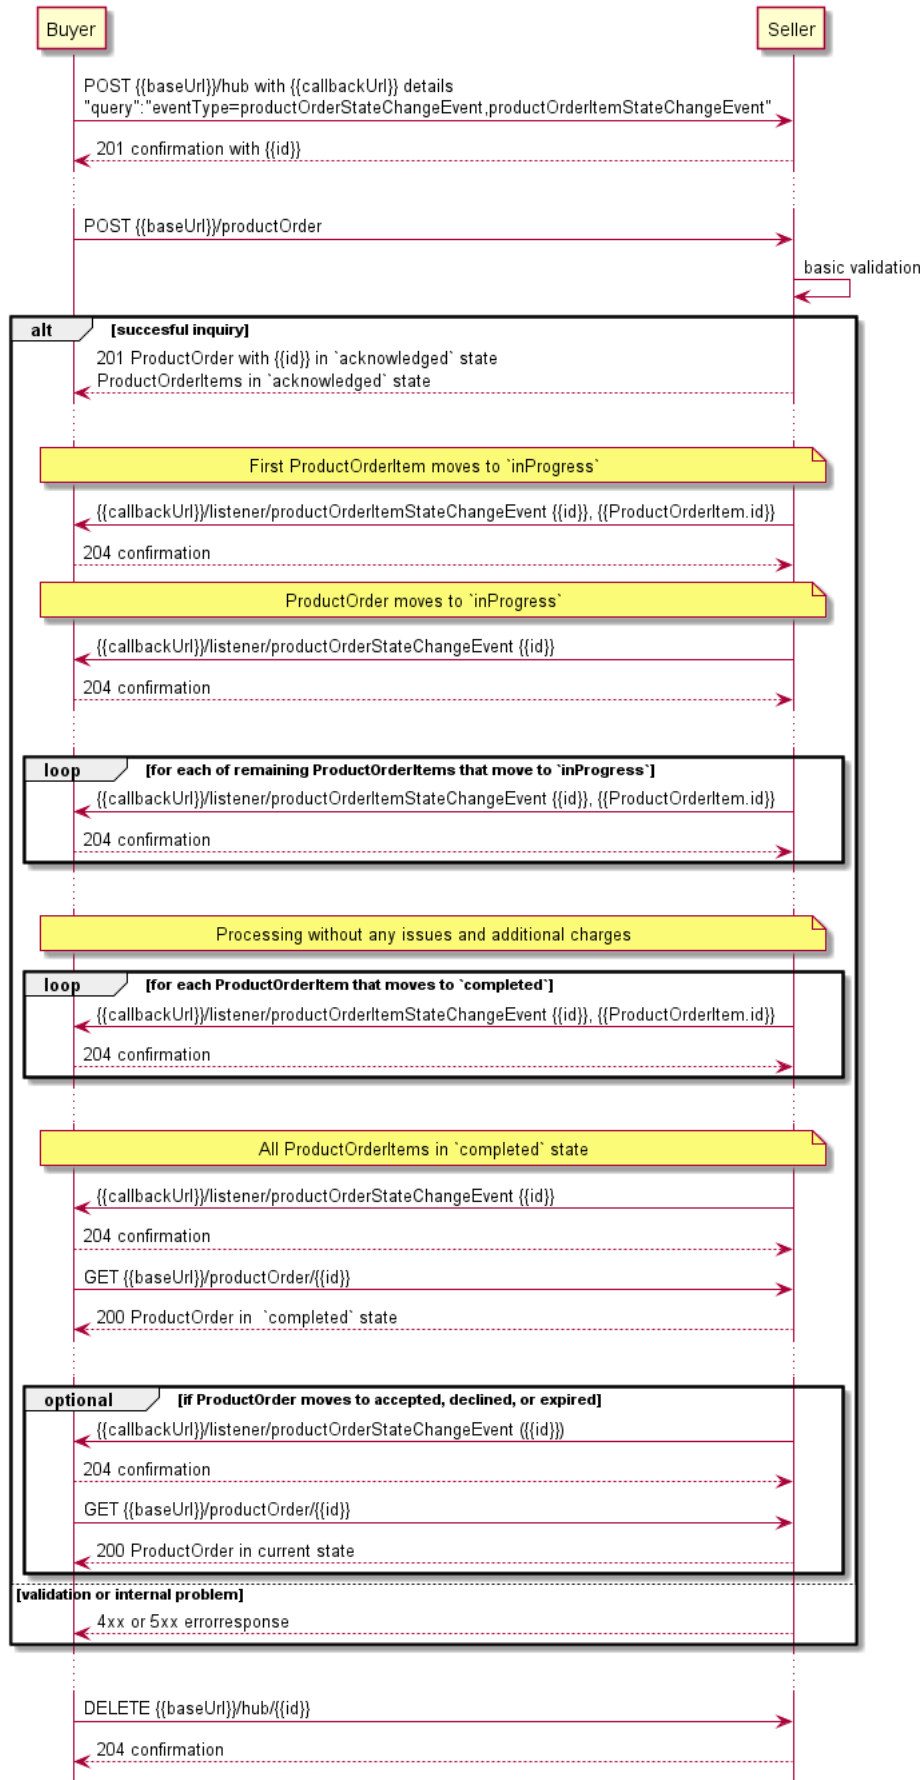 Buyer
Seller
POST {{baseUrl}}/hub with {{callbackUrl}} details
"query":"eventType=productOrderStateChangeEvent,productOrderItemStateChangeEvent"
201 confirmation with {{id}}
POST {{baseUrl}}/productOrder
basic validation
alt
[succesful inquiry]
201 ProductOrder with {{id}} in `acknowledged` state
ProductOrderItems in `acknowledged` state
First ProductOrderItem moves to `inProgress`
{{callbackUrl}}/listener/productOrderItemStateChangeEvent {{id}}, {{ProductOrderItem.id}}
204 confirmation
ProductOrder moves to `inProgress`
{{callbackUrl}}/listener/productOrderStateChangeEvent {{id}}
204 confirmation
loop
[for each of remaining ProductOrderItems that move to `inProgress`]
{{callbackUrl}}/listener/productOrderItemStateChangeEvent {{id}}, {{ProductOrderItem.id}}
204 confirmation
Processing without any issues and additional charges
loop
[for each ProductOrderItem that moves to `completed`]
{{callbackUrl}}/listener/productOrderItemStateChangeEvent {{id}}, {{ProductOrderItem.id}}
204 confirmation
All ProductOrderItems in `completed` state
{{callbackUrl}}/listener/productOrderStateChangeEvent {{id}}
204 confirmation
GET {{baseUrl}}/productOrder/{{id}}
200 ProductOrder in  `completed` state
optional
[if ProductOrder moves to accepted, declined, or expired]
{{callbackUrl}}/listener/productOrderStateChangeEvent ({{id}})
204 confirmation
GET {{baseUrl}}/productOrder/{{id}}
200 ProductOrder in current state
[validation or internal problem]
4xx or 5xx errorresponse
DELETE {{baseUrl}}/hub/{{id}}
204 confirmation